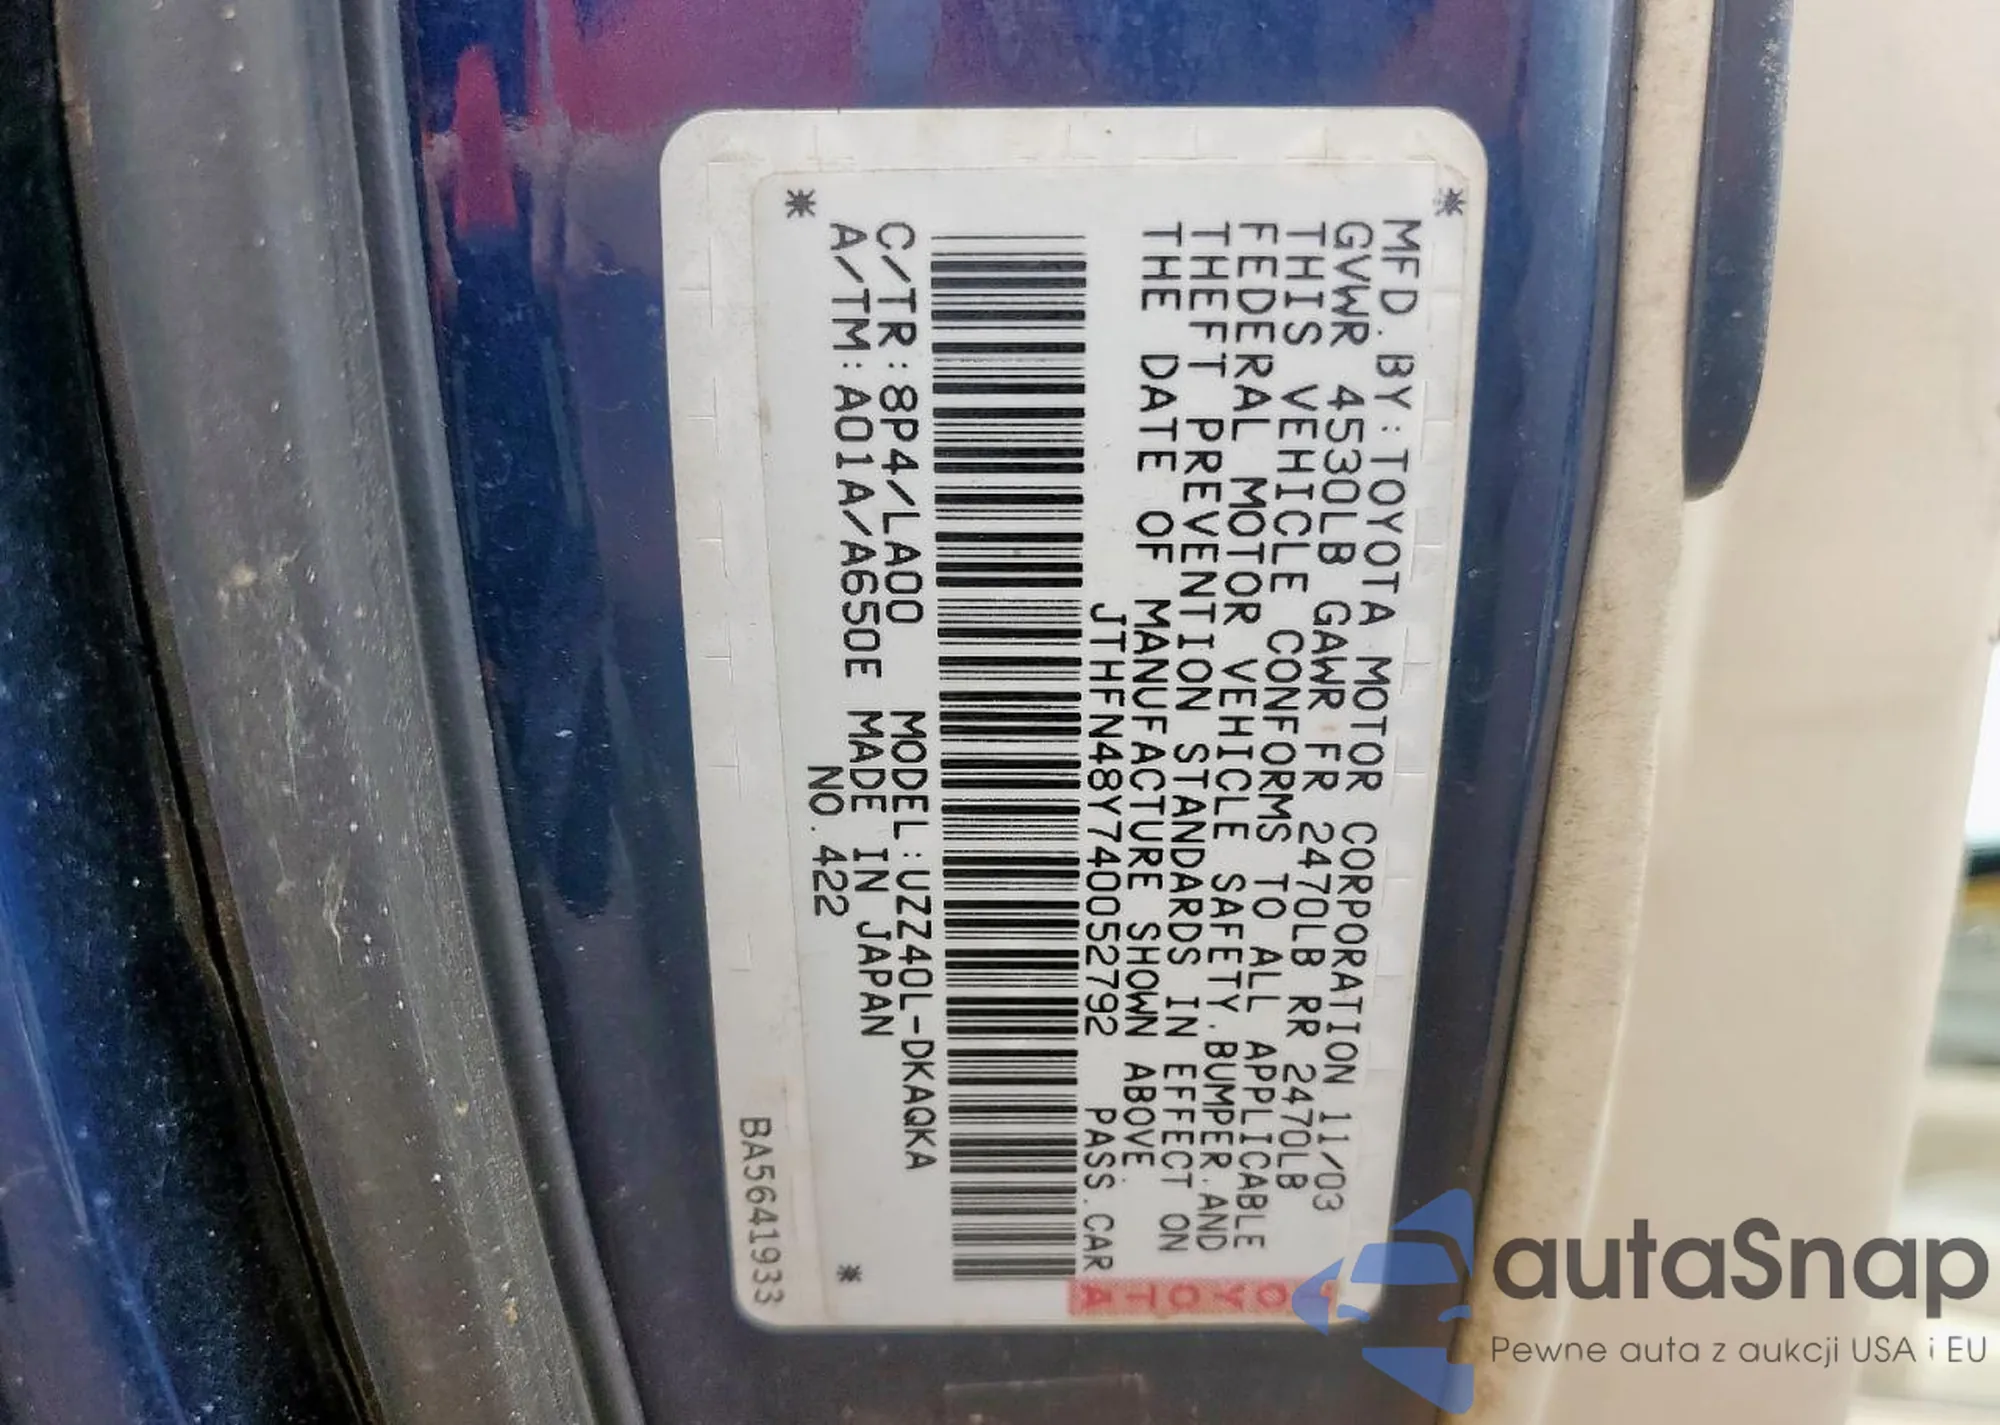 MFD.BY:TOYOTA MOTOR CORPORATION 11/03
GVWR 4530LB GAWR FR 2470LB RR 2470LB
THIS VEHICLE CONFORMS TO ALL APPLICABLE
FEDERAL MOTOR VEHICLE SAFETY.BUMPER.AND
THEFT PREVENTION STANDARDS IN EFFECT ON
THE DATE OF MANUFACTURE SHOWN ABOVE.
JTHFN48Y740052792 PASS.CAR
C/TR:8P4/LA00 MODEL:UZZ40L-DKAQKA
A/TM:A01A/A650E MADE IN JAPAN
NO.422
BA5641933
TOYOTA
autaSnap
Pewne auta z aukcji USA i EU